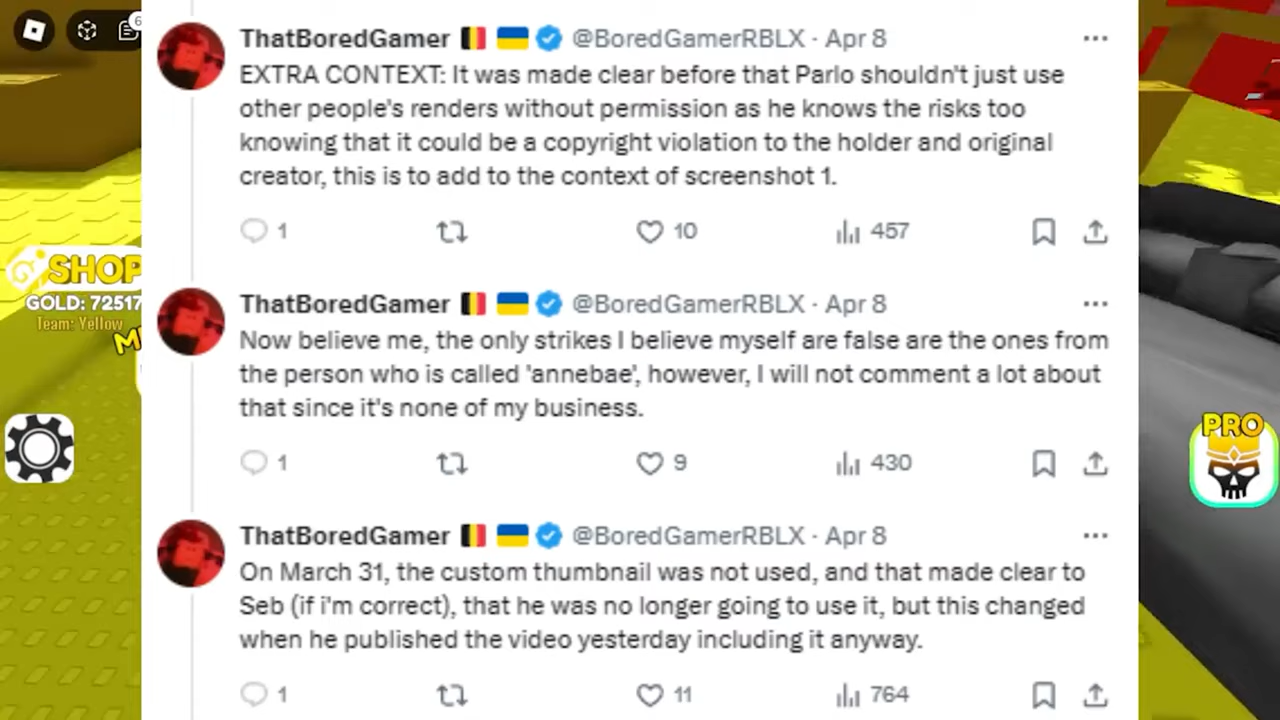 6
ThatBoredGamer @BoredGamerRBLX · Apr 8
EXTRA CONTEXT: It was made clear before that Parlo shouldn't just use
other people's renders without permission as he knows the risks too
knowing that it could be a copyright violation to the holder and original
creator, this is to add to the context of screenshot 1.
1 10 457
SHOP
GOLD: 72517
Team: Yellow
ThatBoredGamer @BoredGamerRBLX · Apr 8
Now believe me, the only strikes I believe myself are false are the ones from
the person who is called 'annebae', however, I will not comment a lot about
that since it's none of my business.
1 9 430
PRO
ThatBoredGamer @BoredGamerRBLX · Apr 8
On March 31, the custom thumbnail was not used, and that made clear to
Seb (if i'm correct), that he was no longer going to use it, but this changed
when he published the video yesterday including it anyway.
1 11 764